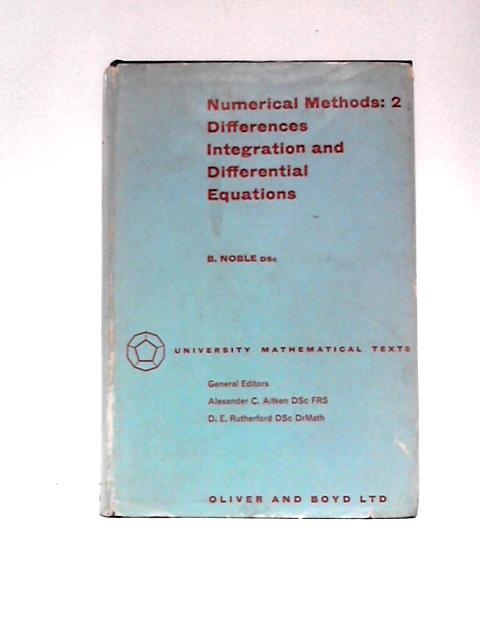 Numerical Methods: 2
Differences
Integration and
Differential
Equations
B. NOBLE DSc
UNIVERSITY MATHEMATICAL TEXTS
General Editors
Alexander C. Aitken DSc FRS
D. E. Rutherford DSc DrMath
OLIVER AND BOYD LTD